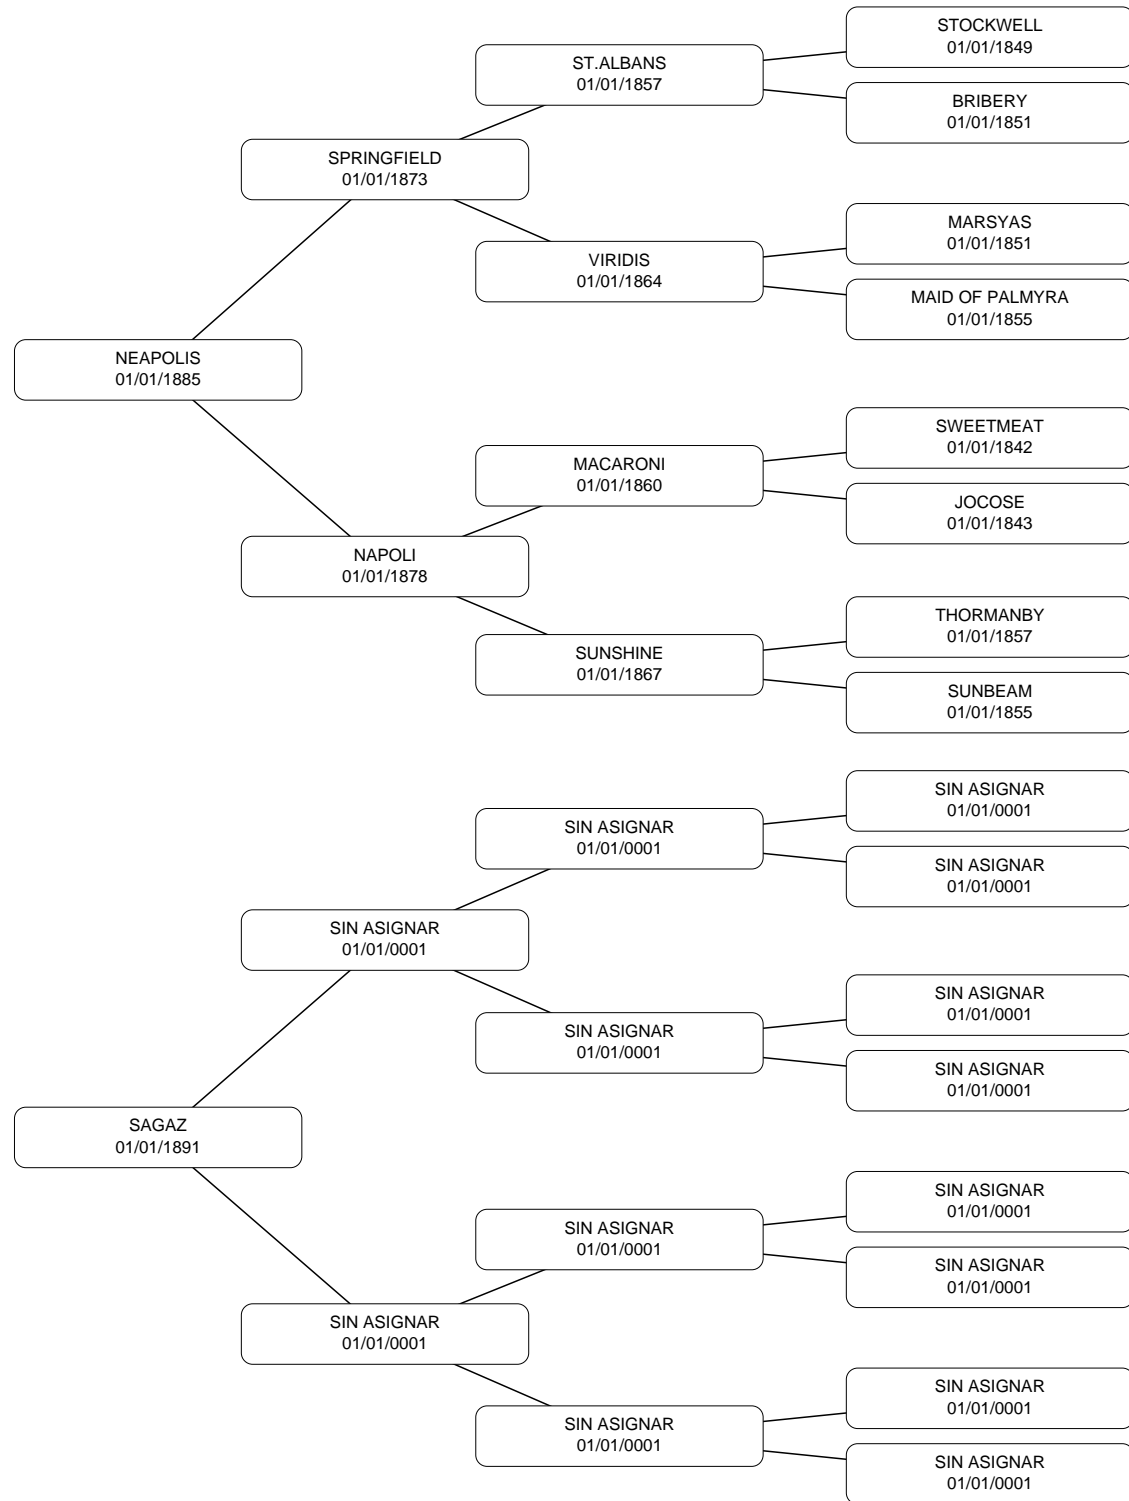 STOCKWELL
01/01/1849
ST.ALBANS
01/01/1857
BRIBERY
01/01/1851
SPRINGFIELD
01/01/1873
MARSYAS
01/01/1851
VIRIDIS
01/01/1864
MAID OF PALMYRA
01/01/1855
NEAPOLIS
01/01/1885
SWEETMEAT
01/01/1842
MACARONI
01/01/1860
JOCOSE
01/01/1843
NAPOLI
01/01/1878
THORMANBY
01/01/1857
SUNSHINE
01/01/1867
SUNBEAM
01/01/1855
SIN ASIGNAR
01/01/0001
SIN ASIGNAR
01/01/0001
SIN ASIGNAR
01/01/0001
SIN ASIGNAR
01/01/0001
SIN ASIGNAR
01/01/0001
SIN ASIGNAR
01/01/0001
SIN ASIGNAR
01/01/0001
SAGAZ
01/01/1891
SIN ASIGNAR
01/01/0001
SIN ASIGNAR
01/01/0001
SIN ASIGNAR
01/01/0001
SIN ASIGNAR
01/01/0001
SIN ASIGNAR
01/01/0001
SIN ASIGNAR
01/01/0001
SIN ASIGNAR
01/01/0001